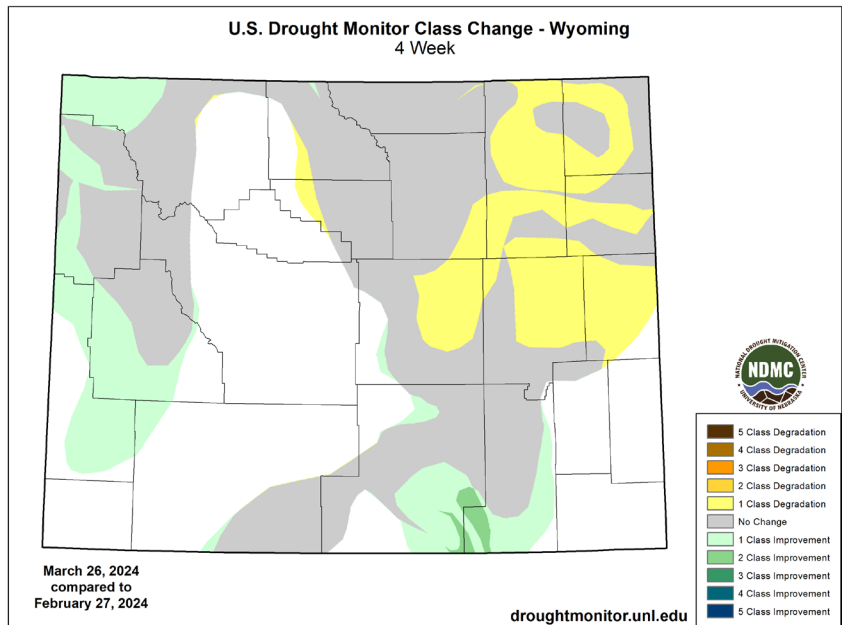 U.S. Drought Monitor Class Change - Wyoming
4 Week
NATIONAL DROUGHT MITIGATION CENTER
NDMC
UNIVERSITY OF NEBRASKA
5 Class Degradation
4 Class Degradation
3 Class Degradation
2 Class Degradation
1 Class Degradation
No Change
1 Class Improvement
2 Class Improvement
3 Class Improvement
4 Class Improvement
5 Class Improvement
March 26, 2024
compared to
February 27, 2024
droughtmonitor.unl.edu